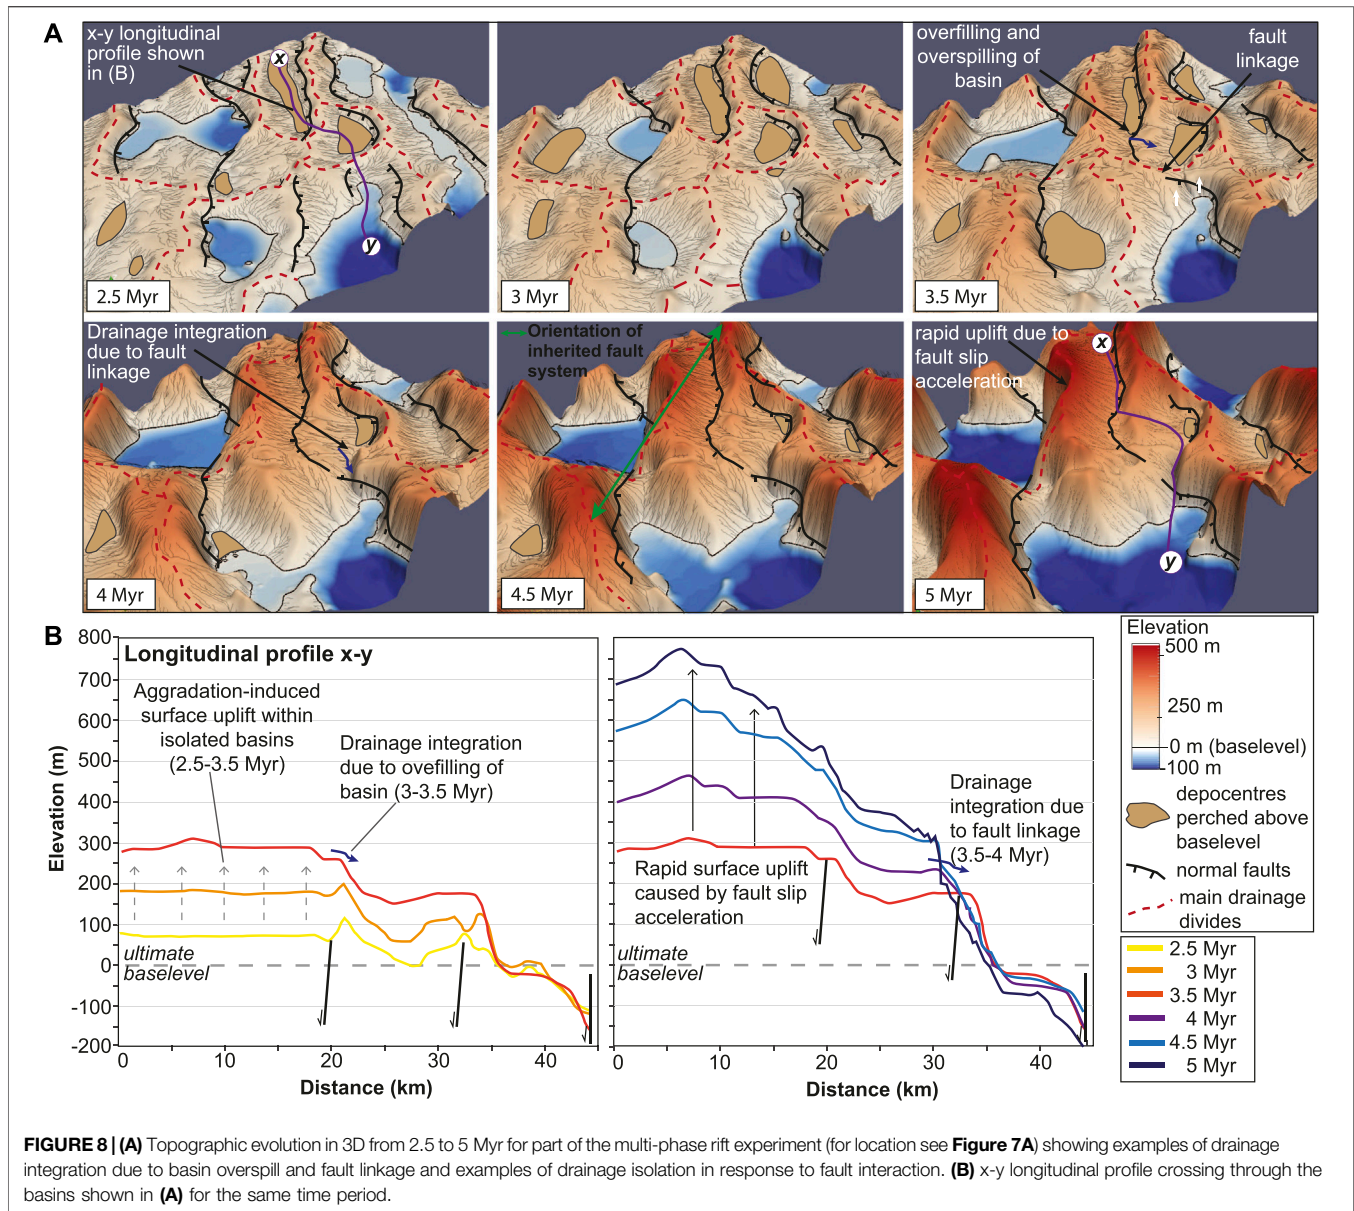 A
x-y longitudinal
profile shown
in (B)
x
y
2.5 Myr
3 Myr
overfilling and
overspilling of
basin
fault
linkage
3.5 Myr
Drainage integration
due to fault
linkage
4 Myr
Orientation of
inherited fault
system
4.5 Myr
rapid uplift due to
fault slip
acceleration
x
y
5 Myr
B
Longitudinal profile x-y
Aggradation-induced
surface uplift within
isolated basins
(2.5-3.5 Myr)
Drainage integration
due to ovefilling of
basin (3-3.5 Myr)
ultimate
baselevel
Elevation (m)
800
700
600
500
400
300
200
100
0
-100
-200
0
10
20
30
40
Distance (km)
Drainage
integration due
to fault linkage
(3.5-4 Myr)
Rapid surface uplift
caused by fault slip
acceleration
ultimate
baselevel
0
10
20
30
40
Distance (km)
Elevation
500 m
250 m
0 m (baselevel)
100 m
depocentres
perched above
baselevel
normal faults
main drainage
divides
2.5 Myr
3 Myr
3.5 Myr
4 Myr
4.5 Myr
5 Myr
FIGURE 8 | (A) Topographic evolution in 3D from 2.5 to 5 Myr for part of the multi-phase rift experiment (for location see Figure 7A) showing examples of drainage
integration due to basin overspill and fault linkage and examples of drainage isolation in response to fault interaction. (B) x-y longitudinal profile crossing through the
basins shown in (A) for the same time period.